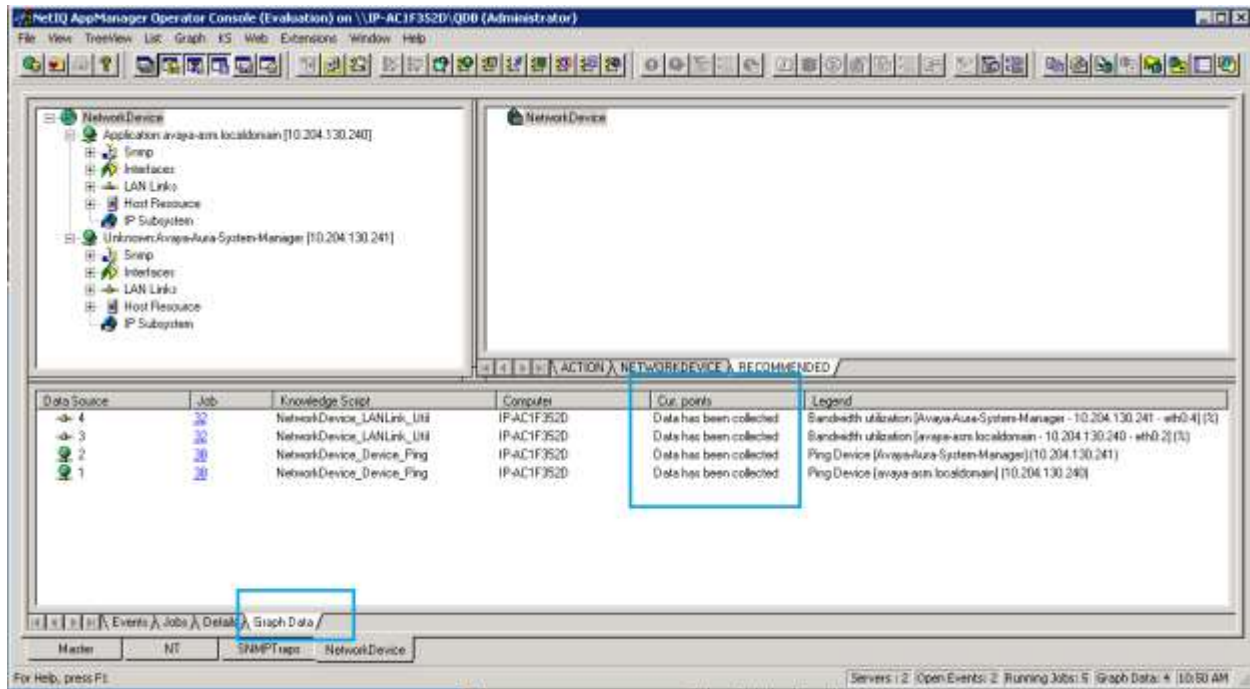 NetIQ AppManager Operator Console (Evaluation) on \\IP-AC1F352D\QDB (Administrator)
File View TreeView List Graph KS Web Extensions Window Help
NetworkDevice
Application:avaya-asm.localdomain [10.204.130.240]
Snmp
Interfaces
LAN Links
Host Resource
IP Subsystem
Unknown:Avaya-Aura-System-Manager [10.204.130.241]
Snmp
Interfaces
LAN Links
Host Resource
IP Subsystem
NetworkDevice
ACTION NETWORKDEVICE RECOMMENDED
Data Source Job Knowledge Script Computer Cur. points Legend
4 32 NetworkDevice_LANLink_Util IP-AC1F352D Data has been collected Bandwidth utilization [Avaya-Aura-System-Manager - 10.204.130.241 - eth0:4] (%)
3 32 NetworkDevice_LANLink_Util IP-AC1F352D Data has been collected Bandwidth utilization [avaya-asm.localdomain - 10.204.130.240 - eth0:2] (%)
2 30 NetworkDevice_Device_Ping IP-AC1F352D Data has been collected Ping Device [Avaya-Aura-System-Manager] (10.204.130.241)
1 30 NetworkDevice_Device_Ping IP-AC1F352D Data has been collected Ping Device [avaya-asm.localdomain] (10.204.130.240)
Events Jobs Details Graph Data
Master NT SNMPTraps NetworkDevice
For Help, press F1 Servers : 2 Open Events: 2 Running Jobs: 5 Graph Data: 4 10:50 AM